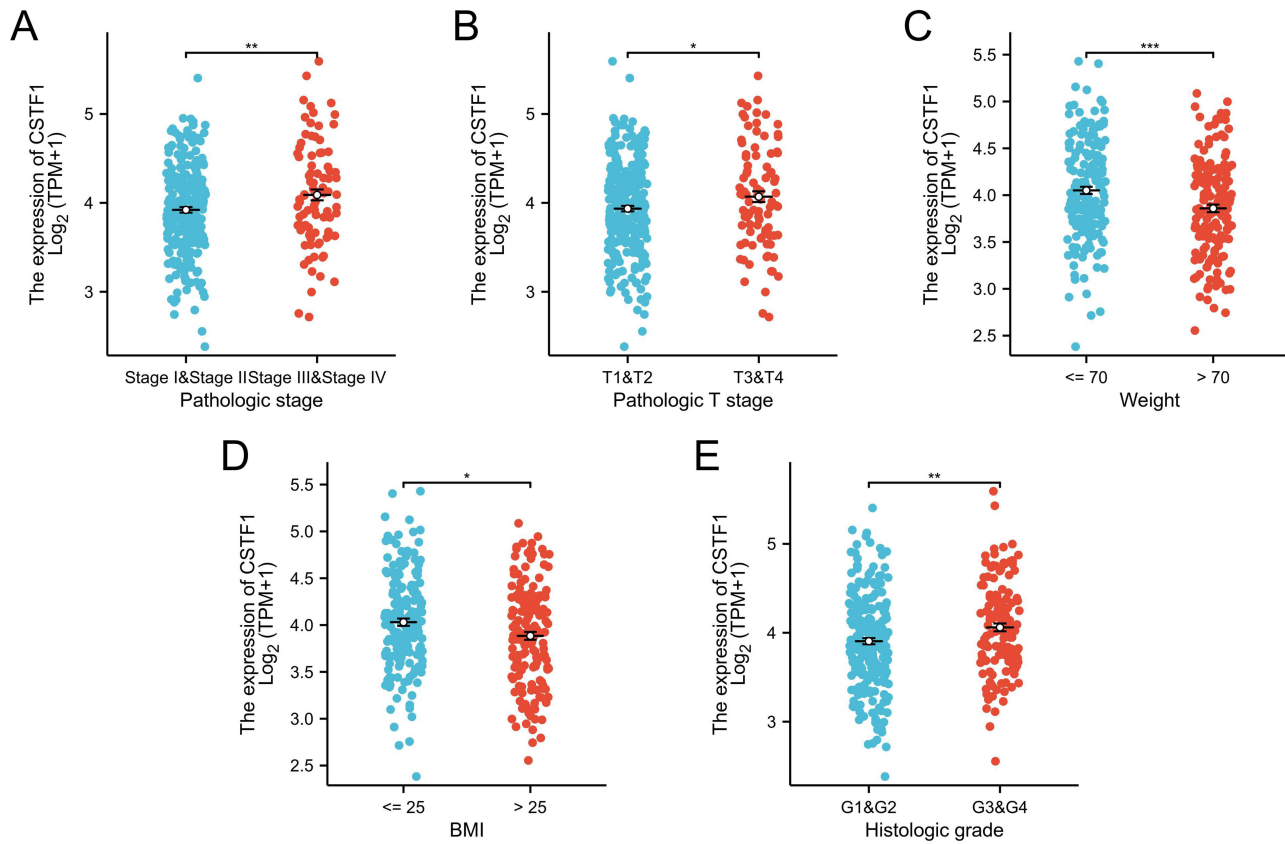 A
**
The expression of CSTF1
Log2 (TPM+1)
5
4
3
Stage I&Stage II
Stage III&Stage IV
Pathologic stage
B
*
The expression of CSTF1
Log2 (TPM+1)
5
4
3
T1&T2
T3&T4
Pathologic T stage
C
***
The expression of CSTF1
Log2 (TPM+1)
5.5
5.0
4.5
4.0
3.5
3.0
2.5
<= 70
> 70
Weight
D
*
The expression of CSTF1
Log2 (TPM+1)
5.5
5.0
4.5
4.0
3.5
3.0
2.5
<= 25
> 25
BMI
E
**
The expression of CSTF1
Log2 (TPM+1)
5
4
3
G1&G2
G3&G4
Histologic grade